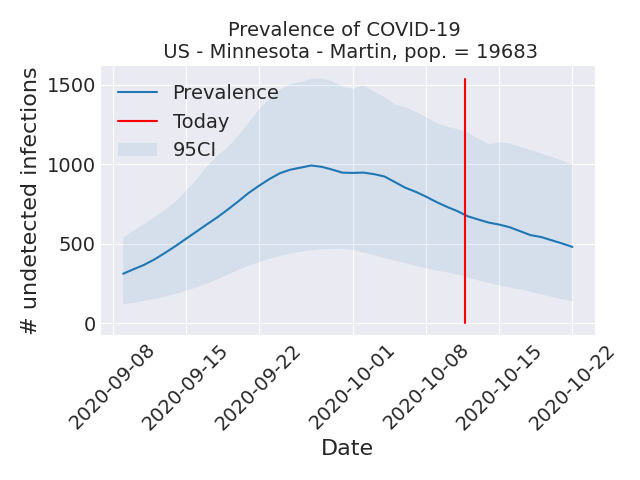 Prevalence of COVID-19
US - Minnesota - Martin, pop. = 19683
# undetected infections
1500
1000
500
0
Prevalence
Today
95CI
2020-09-08
2020-09-15
2020-09-22
2020-10-01
2020-10-08
2020-10-15
2020-10-22
Date